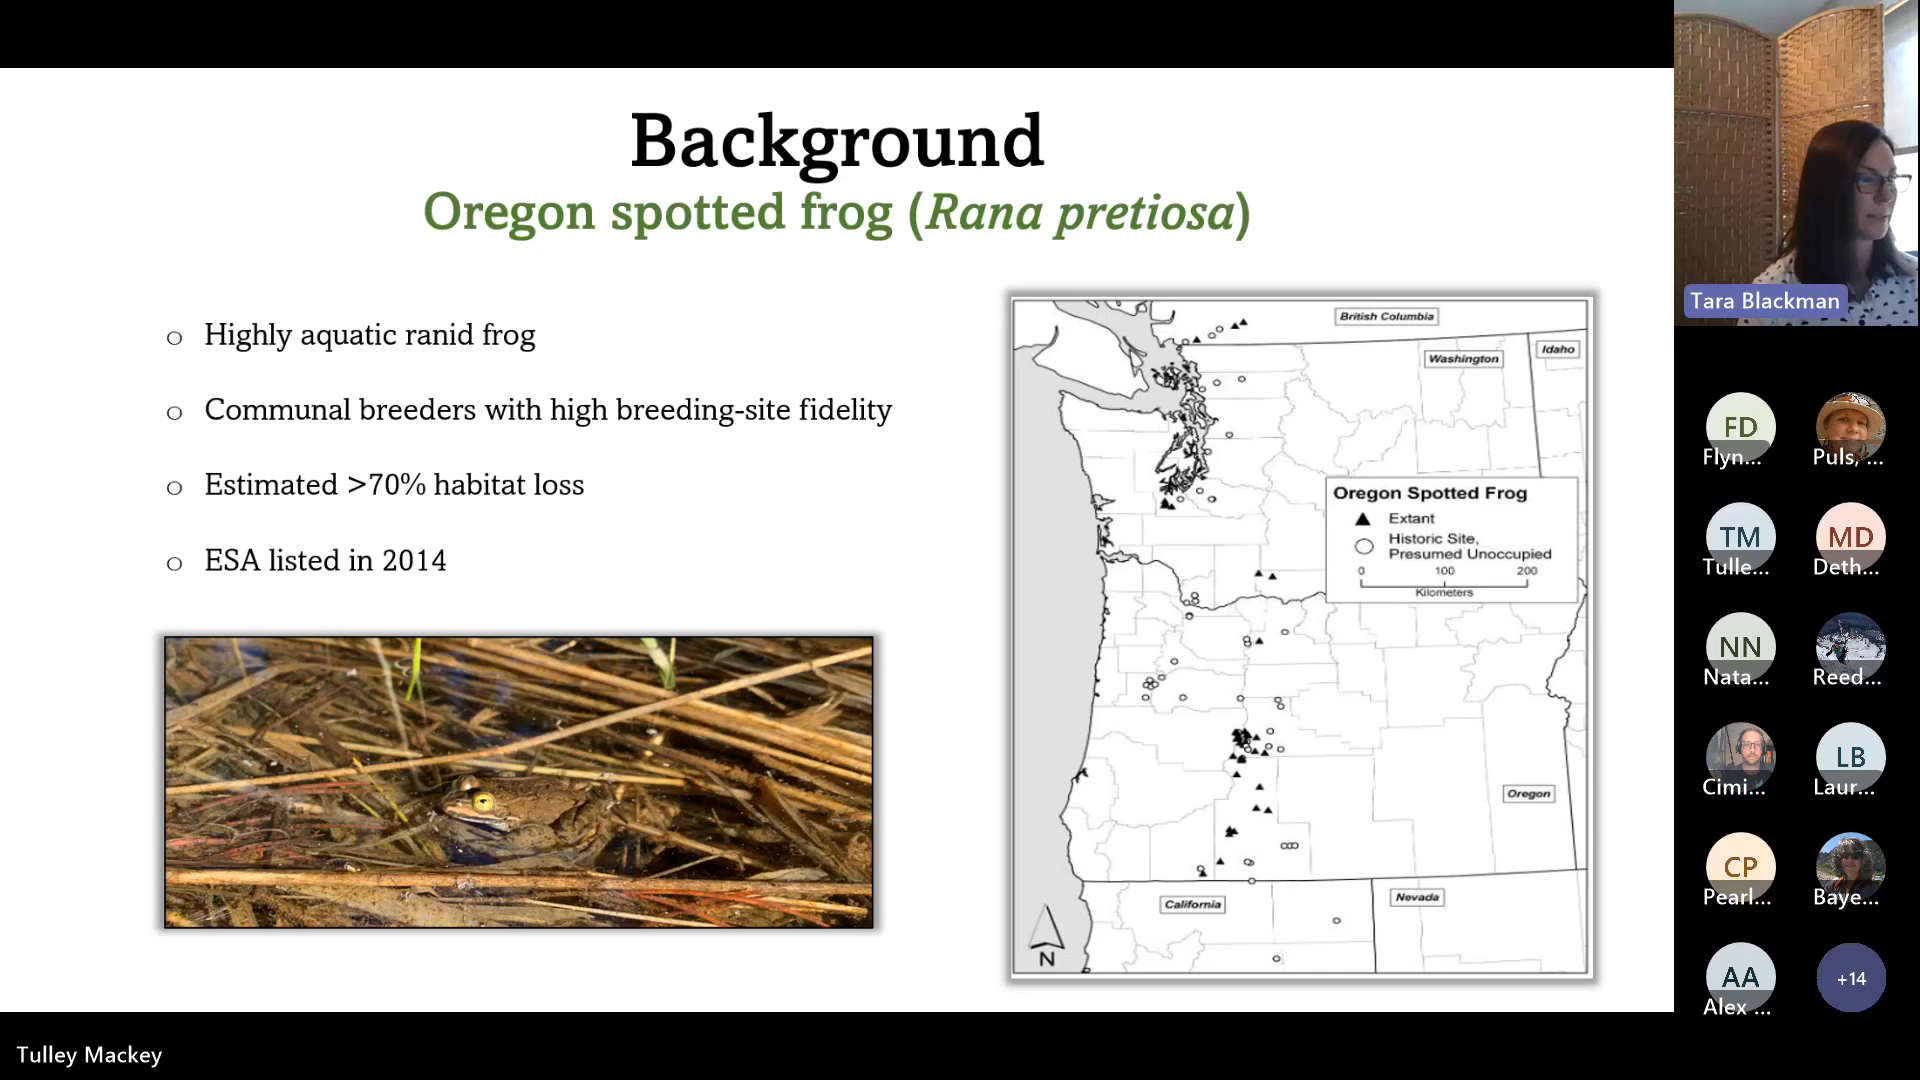 Background
Oregon spotted frog (Rana pretiosa)
o Highly aquatic ranid frog
o Communal breeders with high breeding-site fidelity
o Estimated >70% habitat loss
o ESA listed in 2014
British Columbia
Washington
Idaho
Oregon Spotted Frog
Extant
Historic Site,
Presumed Unoccupied
0 100 200
Kilometers
Oregon
California
Nevada
N
Tara Blackman
FD
Flyn...
Puls, ...
TM
Tulle...
MD
Deth...
NN
Nata...
Reed...
Cimi...
LB
Laur...
CP
Pearl...
Baye...
AA
Alex ...
+14
Tulley Mackey